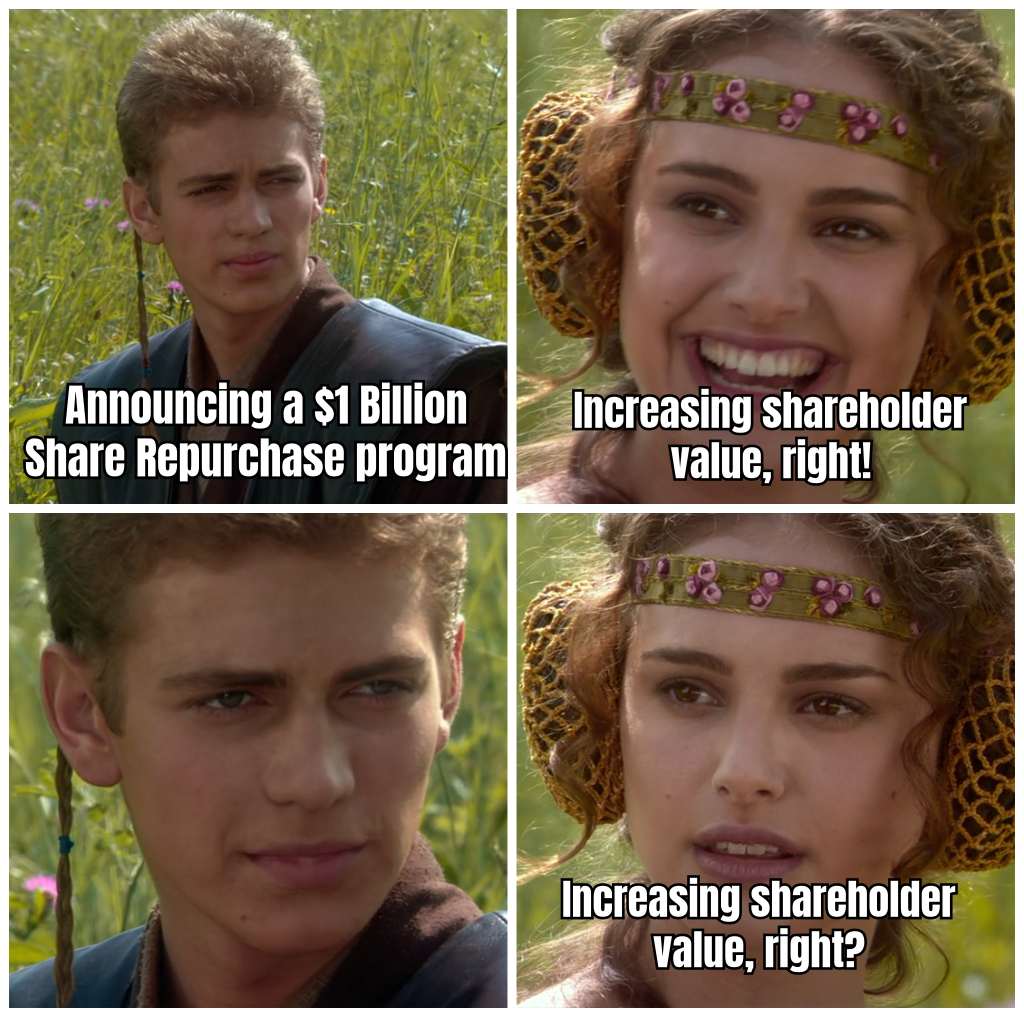 Announcing a $1 Billion
Share Repurchase program
Increasing shareholder
value, right!
Increasing shareholder
value, right?